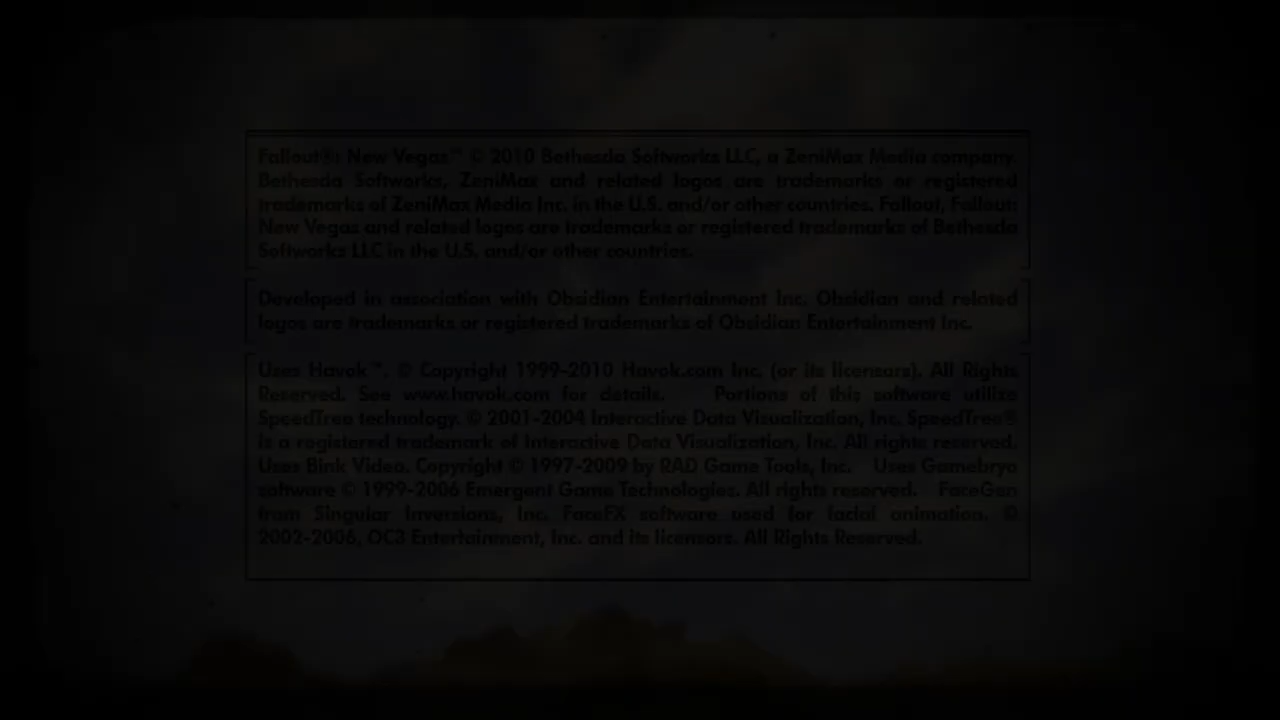 Fallout®: New Vegas™ © 2010 Bethesda Softworks LLC, a ZeniMax Media company.
Bethesda Softworks, ZeniMax and related logos are trademarks or registered
trademarks of ZeniMax Media Inc. in the U.S. and/or other countries. Fallout, Fallout:
New Vegas and related logos are trademarks or registered trademarks of Bethesda
Softworks LLC in the U.S. and/or other countries.
Developed in association with Obsidian Entertainment Inc. Obsidian and related
logos are trademarks or registered trademarks of Obsidian Entertainment Inc.
Uses Havok™. © Copyright 1999-2010 Havok.com Inc. (or its licensors). All Rights
Reserved. See www.havok.com for details. Portions of this software utilize
SpeedTree technology. © 2001-2004 Interactive Data Visualization, Inc. SpeedTree®
is a registered trademark of Interactive Data Visualization, Inc. All rights reserved.
Uses Bink Video. Copyright © 1997-2009 by RAD Game Tools, Inc. Uses Gamebryo
software © 1999-2006 Emergent Game Technologies. All rights reserved. FaceGen
from Singular Inversions, Inc. FaceFX software used for facial animation. ©
2002-2006, OC3 Entertainment, Inc. and its licensors. All Rights Reserved.